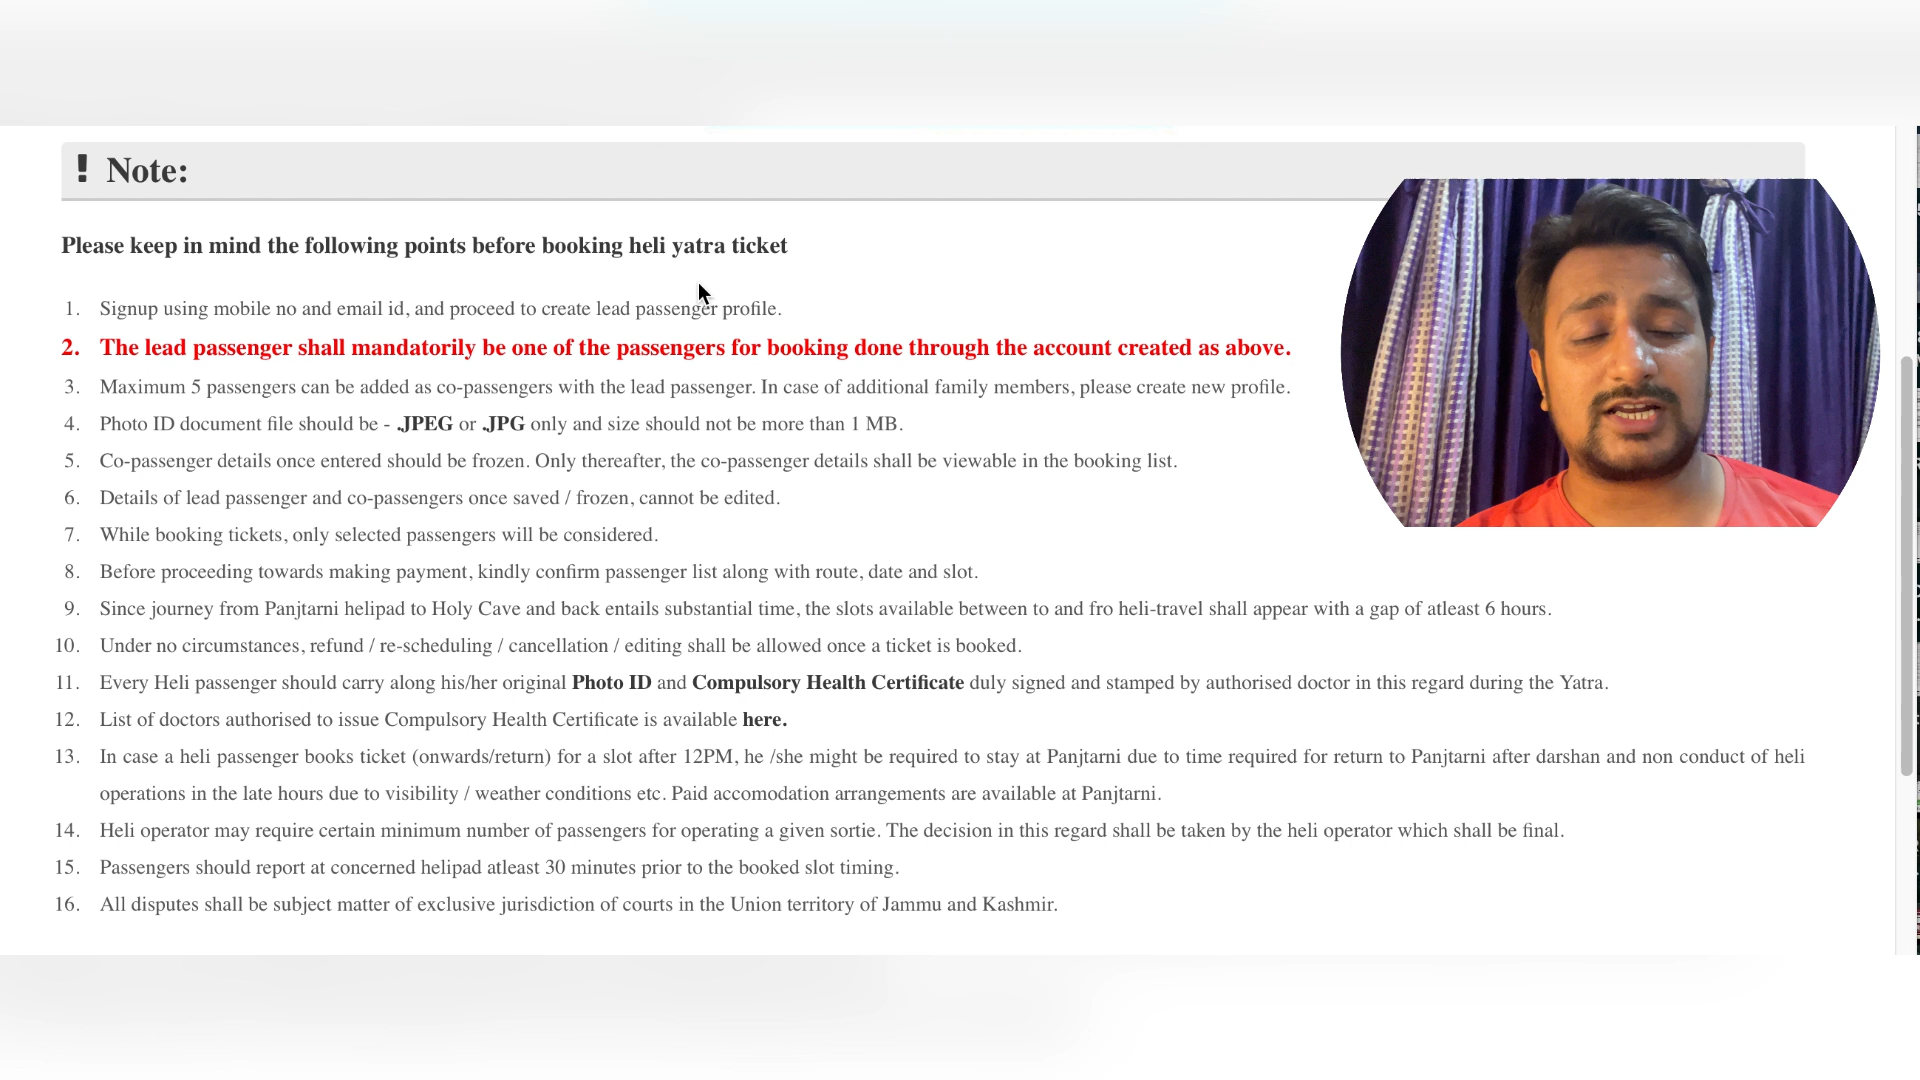 ! Note:
Please keep in mind the following points before booking heli yatra ticket
1. Signup using mobile no and email id, and proceed to create lead passenger profile.
2. The lead passenger shall mandatorily be one of the passengers for booking done through the account created as above.
3. Maximum 5 passengers can be added as co-passengers with the lead passenger. In case of additional family members, please create new profile.
4. Photo ID document file should be - .JPEG or .JPG only and size should not be more than 1 MB.
5. Co-passenger details once entered should be frozen. Only thereafter, the co-passenger details shall be viewable in the booking list.
6. Details of lead passenger and co-passengers once saved / frozen, cannot be edited.
7. While booking tickets, only selected passengers will be considered.
8. Before proceeding towards making payment, kindly confirm passenger list along with route, date and slot.
9. Since journey from Panjtarni helipad to Holy Cave and back entails substantial time, the slots available between to and fro heli-travel shall appear with a gap of atleast 6 hours.
10. Under no circumstances, refund / re-scheduling / cancellation / editing shall be allowed once a ticket is booked.
11. Every Heli passenger should carry along his/her original Photo ID and Compulsory Health Certificate duly signed and stamped by authorised doctor in this regard during the Yatra.
12. List of doctors authorised to issue Compulsory Health Certificate is available here.
13. In case a heli passenger books ticket (onwards/return) for a slot after 12PM, he /she might be required to stay at Panjtarni due to time required for return to Panjtarni after darshan and non conduct of heli
operations in the late hours due to visibility / weather conditions etc. Paid accomodation arrangements are available at Panjtarni.
14. Heli operator may require certain minimum number of passengers for operating a given sortie. The decision in this regard shall be taken by the heli operator which shall be final.
15. Passengers should report at concerned helipad atleast 30 minutes prior to the booked slot timing.
16. All disputes shall be subject matter of exclusive jurisdiction of courts in the Union territory of Jammu and Kashmir.